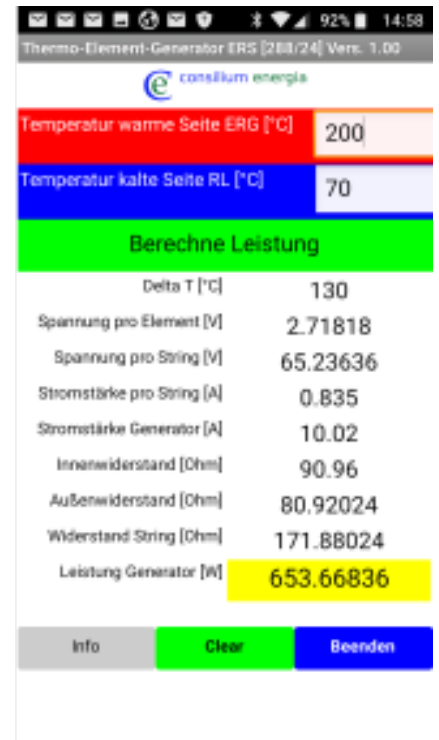 92% 14:58
Thermo-Element-Generator ERS [288/24] Vers. 1.00
consilium energia
Temperatur warme Seite ERG [°C] 200
Temperatur kalte Seite RL [°C] 70
Berechne Leistung
Delta T [°C] 130
Spannung pro Element [V] 2.71818
Spannung pro String [V] 65.23636
Stromstärke pro String [A] 0.835
Stromstärke Generator [A] 10.02
Innenwiderstand [Ohm] 90.96
Außenwiderstand [Ohm] 80.92024
Widerstand String [Ohm] 171.88024
Leistung Generator [W] 653.66836
Info Clear Beenden